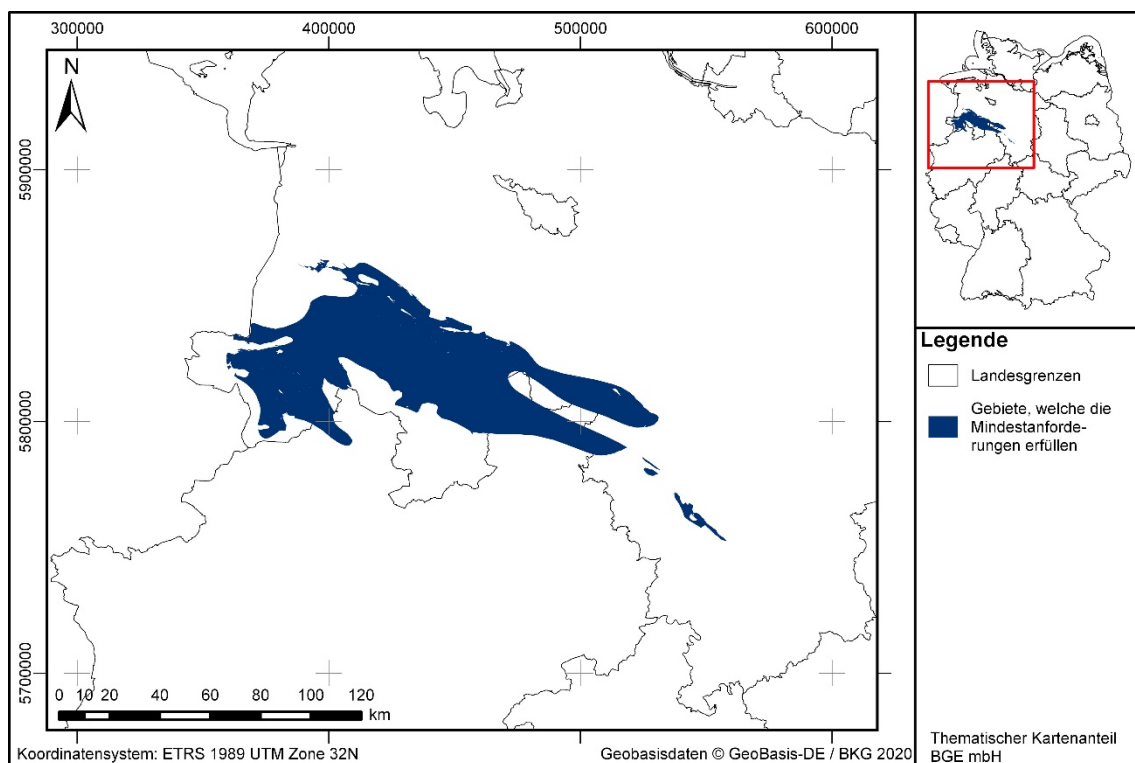 300000
400000
500000
600000
N
5900000
5800000
5700000
0 10 20 40 60 80 100 120
km
Koordinatensystem: ETRS 1989 UTM Zone 32N
Geobasisdaten © GeoBasis-DE / BKG 2020
Legende
Landesgrenzen
Gebiete, welche die
Mindestanforde-
rungen erfüllen
Thematischer Kartenanteil
BGE mbH